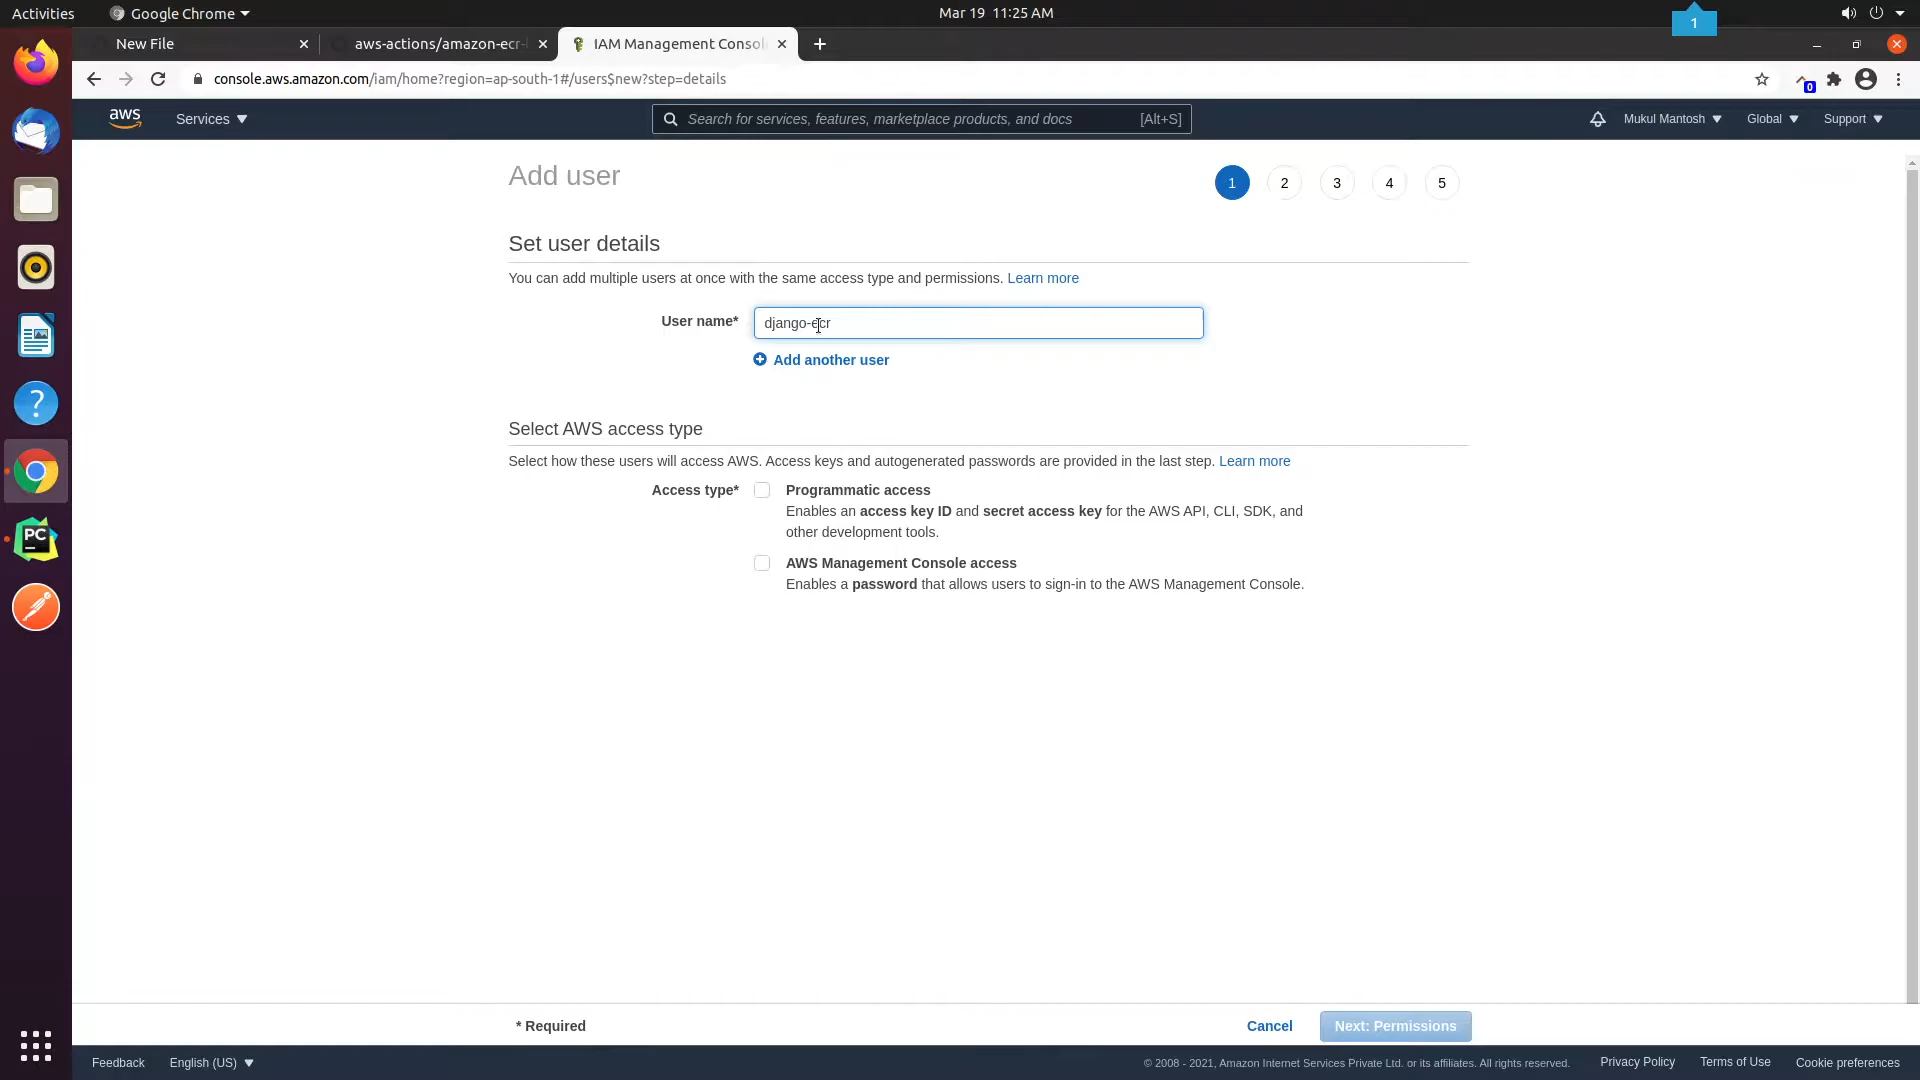 Activities
Google Chrome
Mar 19 11:25 AM
1
New File
aws-actions/amazon-ecr-
IAM Management Consol
console.aws.amazon.com/iam/home?region=ap-south-1#/users$new?step=details
0
aws
Services
Search for services, features, marketplace products, and docs
[Alt+S]
Mukul Mantosh
Global
Support
Add user
1
2
3
4
5
Set user details
You can add multiple users at once with the same access type and permissions. Learn more
User name*
django-ecr
Add another user
Select AWS access type
Select how these users will access AWS. Access keys and autogenerated passwords are provided in the last step. Learn more
Access type*
Programmatic access
Enables an access key ID and secret access key for the AWS API, CLI, SDK, and
other development tools.
AWS Management Console access
Enables a password that allows users to sign-in to the AWS Management Console.
PC
* Required
Cancel
Next: Permissions
Feedback
English (US)
© 2008 - 2021, Amazon Internet Services Private Ltd. or its affiliates. All rights reserved.
Privacy Policy
Terms of Use
Cookie preferences